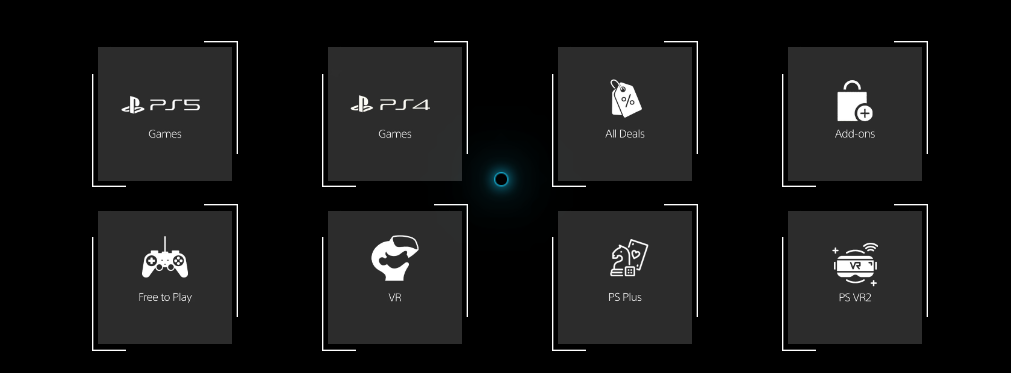 PS5
Games
PS4
Games
%
All Deals
Add-ons
Free to Play
VR
PS Plus
VR
PS VR2